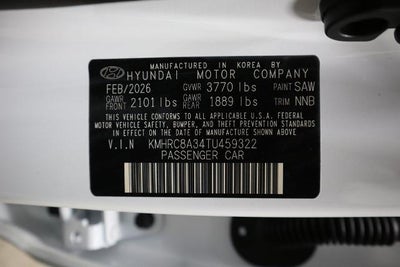 MANUFACTURED IN KOREA BY
HYUNDAI MOTOR COMPANY
FEB/2026 GVWR 3770 lbs PAINT SAW
GAWR FRONT 2101 lbs GAWR REAR 1889 lbs TRIM NNB
THIS VEHICLE CONFORMS TO ALL APPLICABLE U.S.A. FEDERAL
MOTOR VEHICLE SAFETY, BUMPER, AND THEFT PREVENTION
STANDARDS IN EFFECT ON THE DATE OF MANUFACTURE
SHOWN ABOVE.
V.I.N KMHRC8A34TU459322
PASSENGER CAR